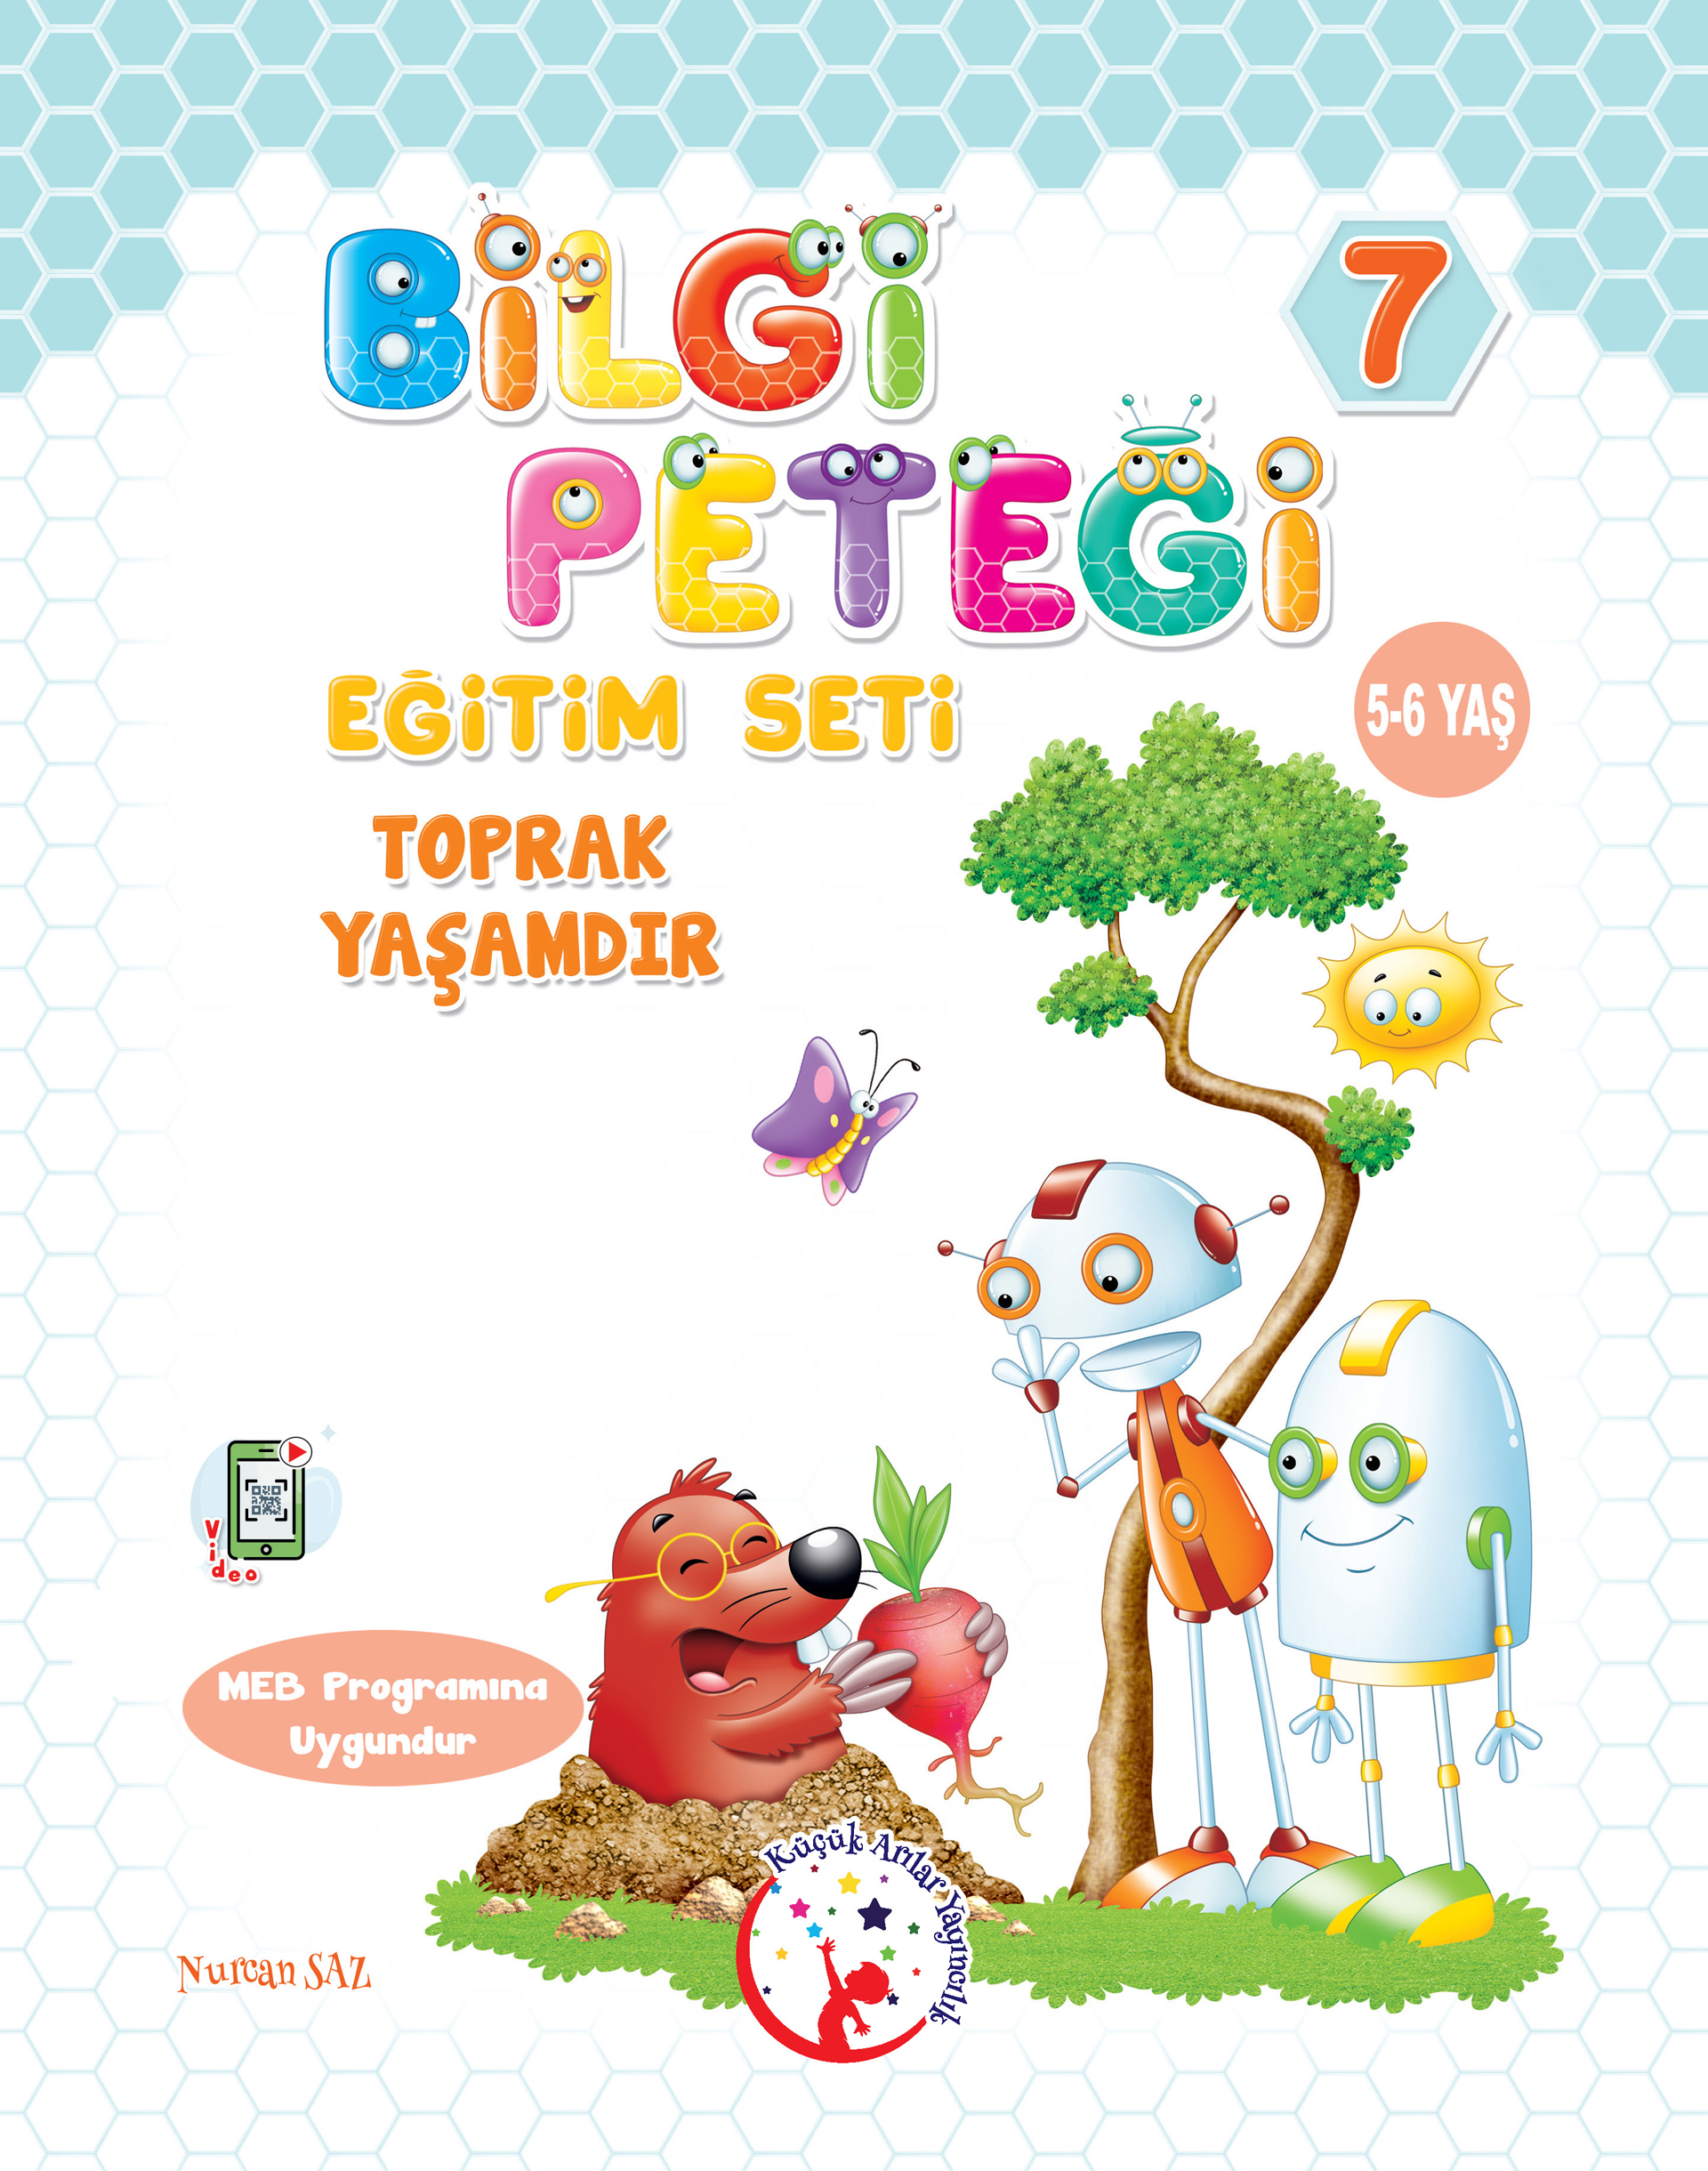 BİLGİ
7
PETEĞİ
EĞİTİM SETİ
5-6 YAŞ
TOPRAK
YAŞAMDIR
Video
MEB Programına
Uygundur
Küçük Arılar Yayıncılık
Nurcan SAZ